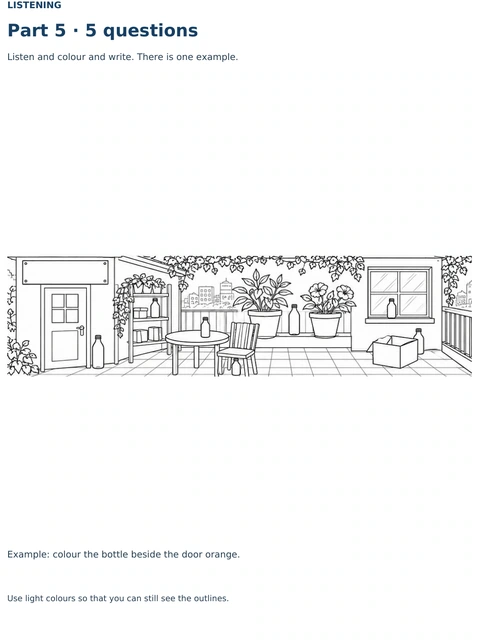 LISTENING
Part 5 · 5 questions
Listen and colour and write. There is one example.
Example: colour the bottle beside the door orange.
Use light colours so that you can still see the outlines.